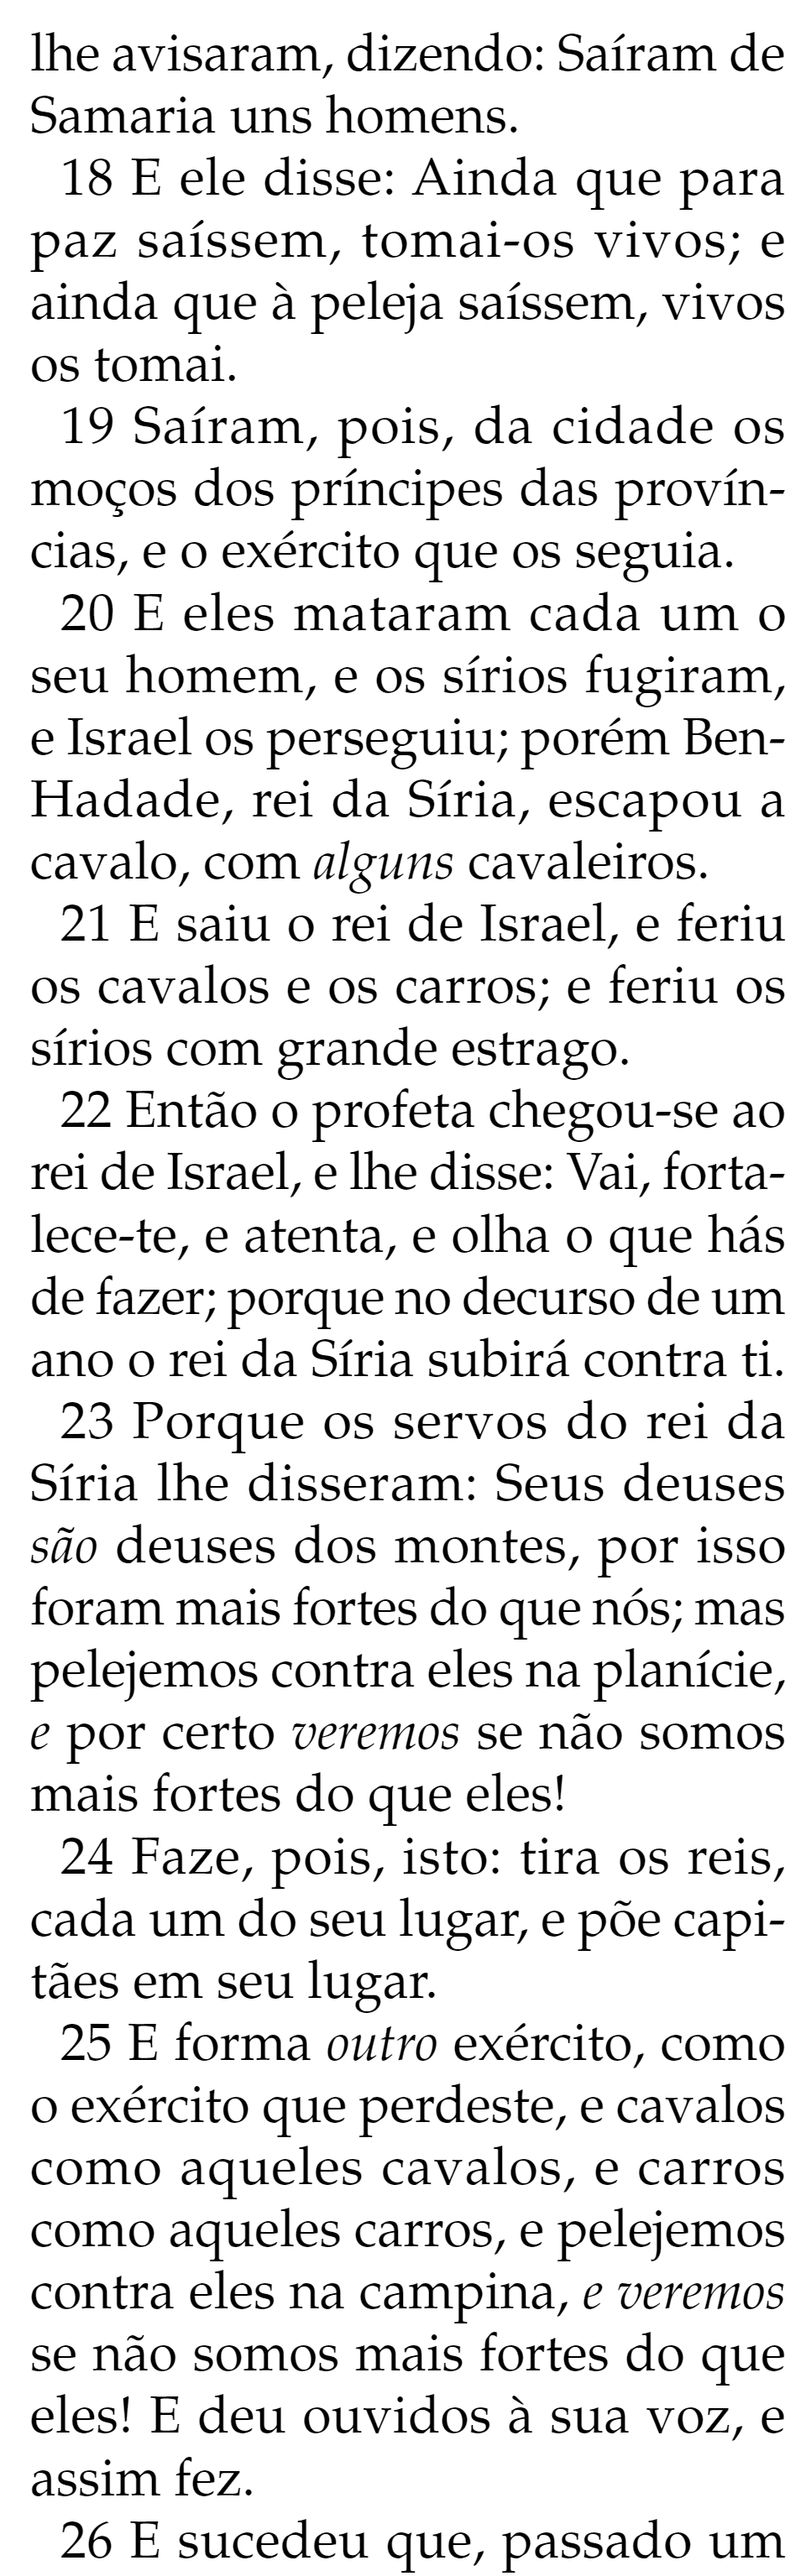 lhe avisaram, dizendo: Saíram de
Samaria uns homens.
18 E ele disse: Ainda que para
paz saíssem, tomai-os vivos; e
ainda que à peleja saíssem, vivos
os tomai.
19 Saíram, pois, da cidade os
moços dos príncipes das provín-
cias, e o exército que os seguia.
20 E eles mataram cada um o
seu homem, e os sírios fugiram,
e Israel os perseguiu; porém Ben-
Hadade, rei da Síria, escapou a
cavalo, com alguns cavaleiros.
21 E saiu o rei de Israel, e feriu
os cavalos e os carros; e feriu os
sírios com grande estrago.
22 Então o profeta chegou-se ao
rei de Israel, e lhe disse: Vai, forta-
lece-te, e atenta, e olha o que hás
de fazer; porque no decurso de um
ano o rei da Síria subirá contra ti.
23 Porque os servos do rei da
Síria lhe disseram: Seus deuses
são deuses dos montes, por isso
foram mais fortes do que nós; mas
pelejemos contra eles na planície,
e por certo veremos se não somos
mais fortes do que eles!
24 Faze, pois, isto: tira os reis,
cada um do seu lugar, e põe capi-
tães em seu lugar.
25 E forma outro exército, como
o exército que perdeste, e cavalos
como aqueles cavalos, e carros
como aqueles carros, e pelejemos
contra eles na campina, e veremos
se não somos mais fortes do que
eles! E deu ouvidos à sua voz, e
assim fez.
26 E sucedeu que, passado um